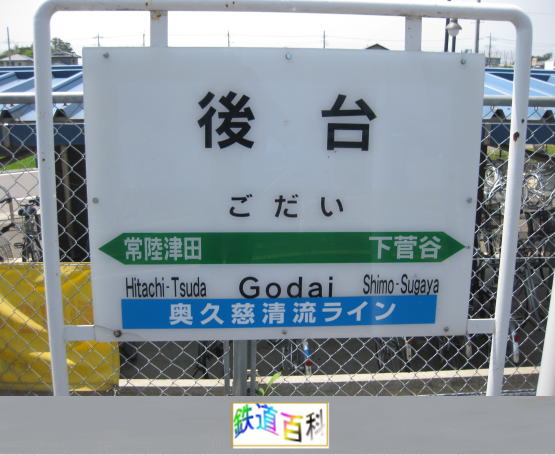 後台
ごだい
常陸津田 下菅谷
Hitachi-Tsuda Godai Shimo-Sugaya
奥久慈清流ライン
鉄道百科